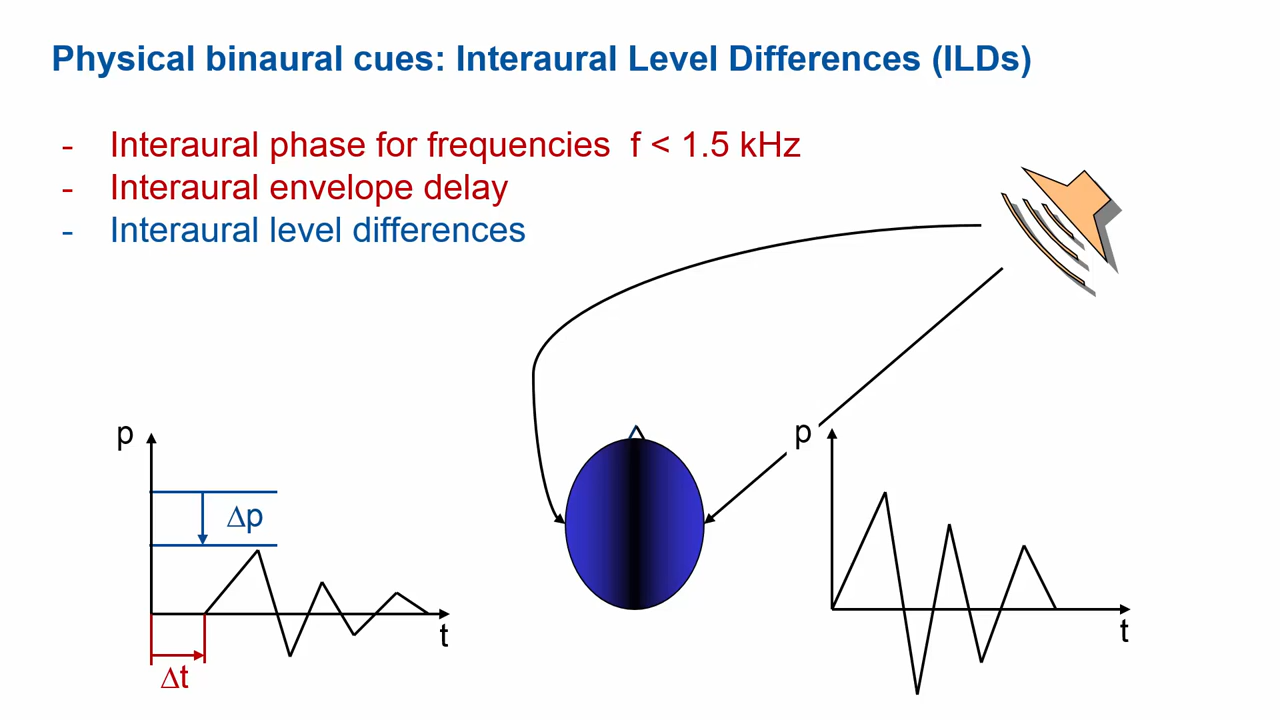 Physical binaural cues: Interaural Level Differences (ILDs)
- Interaural phase for frequencies f < 1.5 kHz
- Interaural envelope delay
- Interaural level differences
p
Δp
t
Δt
p
t